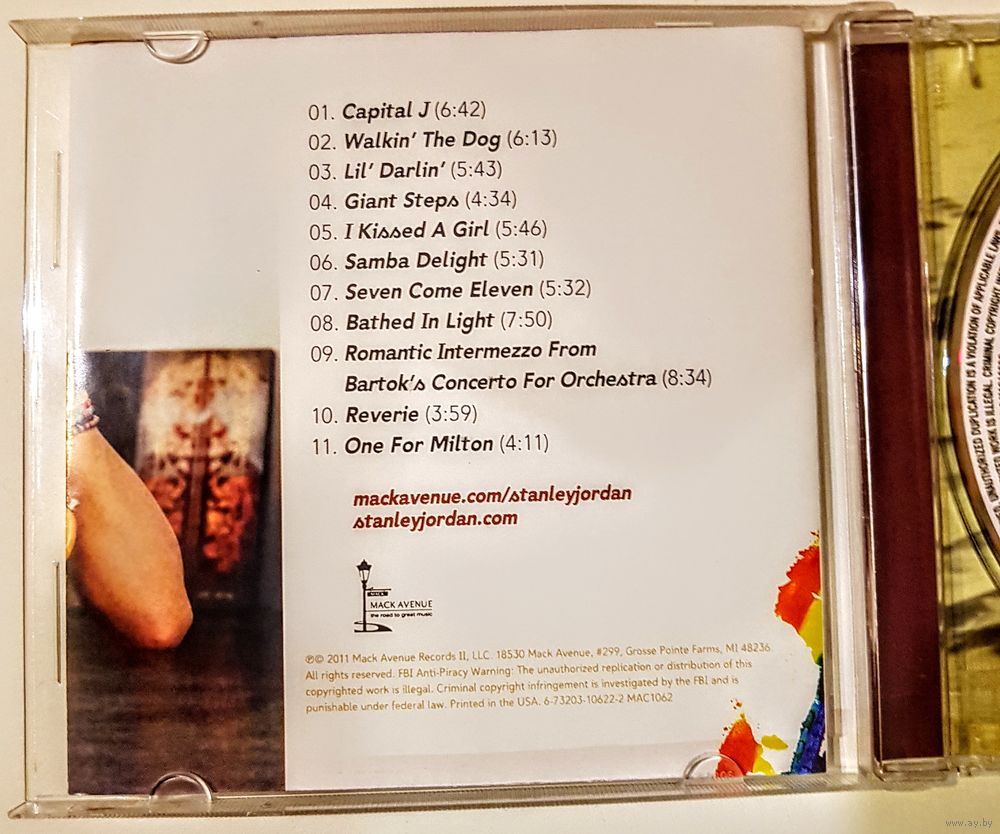 01. Capital J (6:42)
02. Walkin' The Dog (6:13)
03. Lil' Darlin' (5:43)
04. Giant Steps (4:34)
05. I Kissed A Girl (5:46)
06. Samba Delight (5:31)
07. Seven Come Eleven (5:32)
08. Bathed In Light (7:50)
09. Romantic Intermezzo From
Bartok's Concerto For Orchestra (8:34)
10. Reverie (3:59)
11. One For Milton (4:11)
mackavenue.com/stanleyjordan
stanleyjordan.com
MACK
MACK AVENUE
the road to great music
℗© 2011 Mack Avenue Records II, LLC. 18530 Mack Avenue, #299, Grosse Pointe Farms, MI 48236.
All rights reserved. FBI Anti-Piracy Warning: The unauthorized replication or distribution of this
copyrighted work is illegal. Criminal copyright infringement is investigated by the FBI and is
punishable under federal law. Printed in the USA. 6-73203-10622-2 MAC1062
UNAUTHORIZED DUPLICATION IS A VIOLATION OF APPLICABLE LAWS.
WORK IS ILLEGAL. CRIMINAL COPYRIGHT
www.ay.by